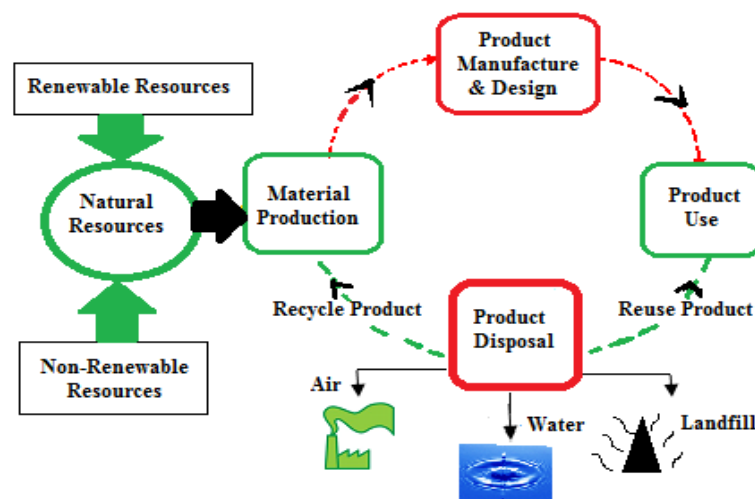 Product
Manufacture
& Design
Renewable Resources
Natural
Resources
Material
Production
Product
Use
Recycle Product
Product
Disposal
Reuse Product
Non-Renewable
Resources
Air
Water
Landfill